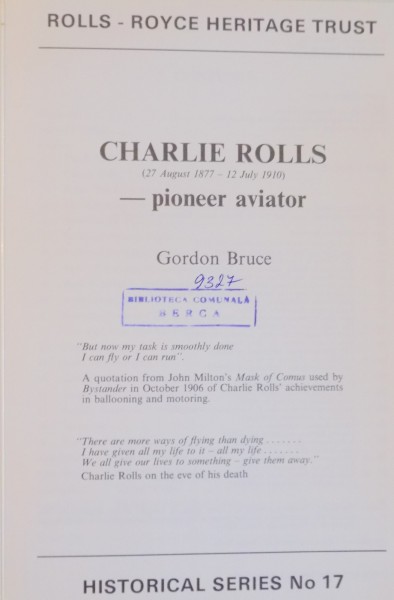 ROLLS - ROYCE HERITAGE TRUST
CHARLIE ROLLS
(27 August 1877 – 12 July 1910)
— pioneer aviator
Gordon Bruce
9327
BIBLIOTECA COMUNALĂ
BERCA
"But now my task is smoothly done
I can fly or I can run".
A quotation from John Milton's Mask of Comus used by
Bystander in October 1906 of Charlie Rolls' achievements
in ballooning and motoring.
"There are more ways of flying than dying .......
I have given all my life to it – all my life .......
We all give our lives to something – give them away."
Charlie Rolls on the eve of his death
HISTORICAL SERIES No 17